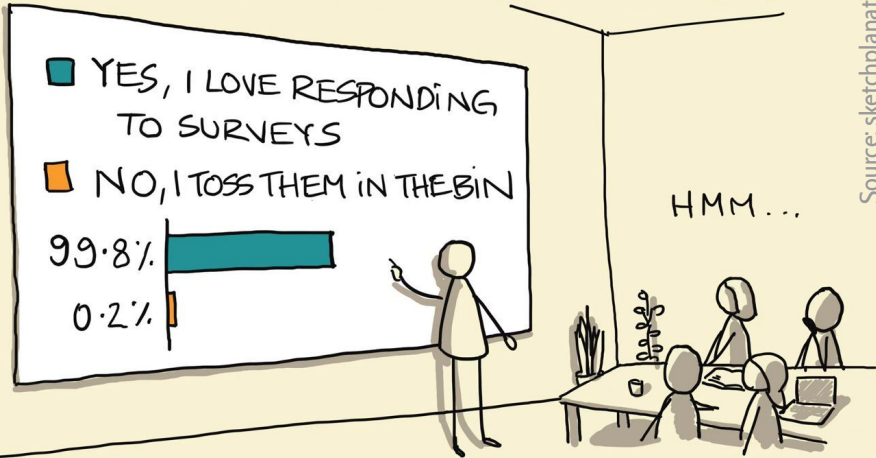 YES, I LOVE RESPONDING
TO SURVEYS
NO, I TOSS THEM IN THE BIN
99.8%
0.2%
HMM...
Source: sketchplanat